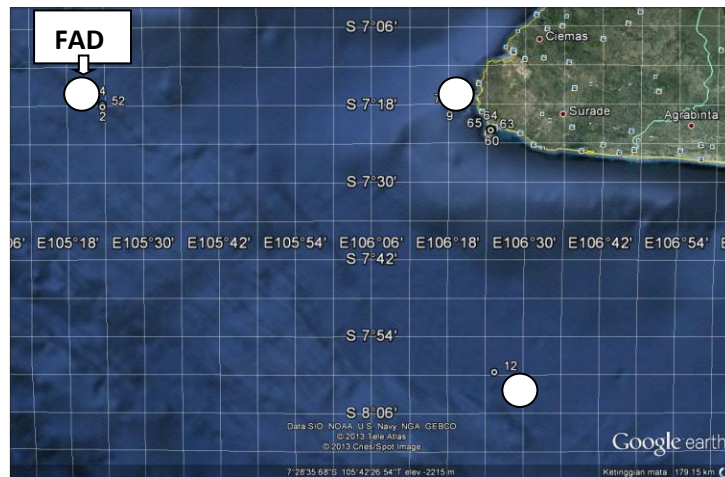 FAD
S 7°06'
Ciemas
4
52
2
S 7°18'
9
65
64
63
60
Surade
Agrabinta
S 7°30'
06'
E105°18'
E105°30'
E105°42'
E105°54'
E106°06'
E106°18'
E106°30'
E106°42'
E106°54'
E
S 7°42'
S 7°54'
12
S 8°06'
Data SIO, NOAA, U.S. Navy, NGA, GEBCO
© 2013 Tele Atlas
© 2013 Cnes/Spot Image
Google earth
7°28'35.68"S 105°42'26.54"T elev -2215 m
Ketinggian mata 179.15 km